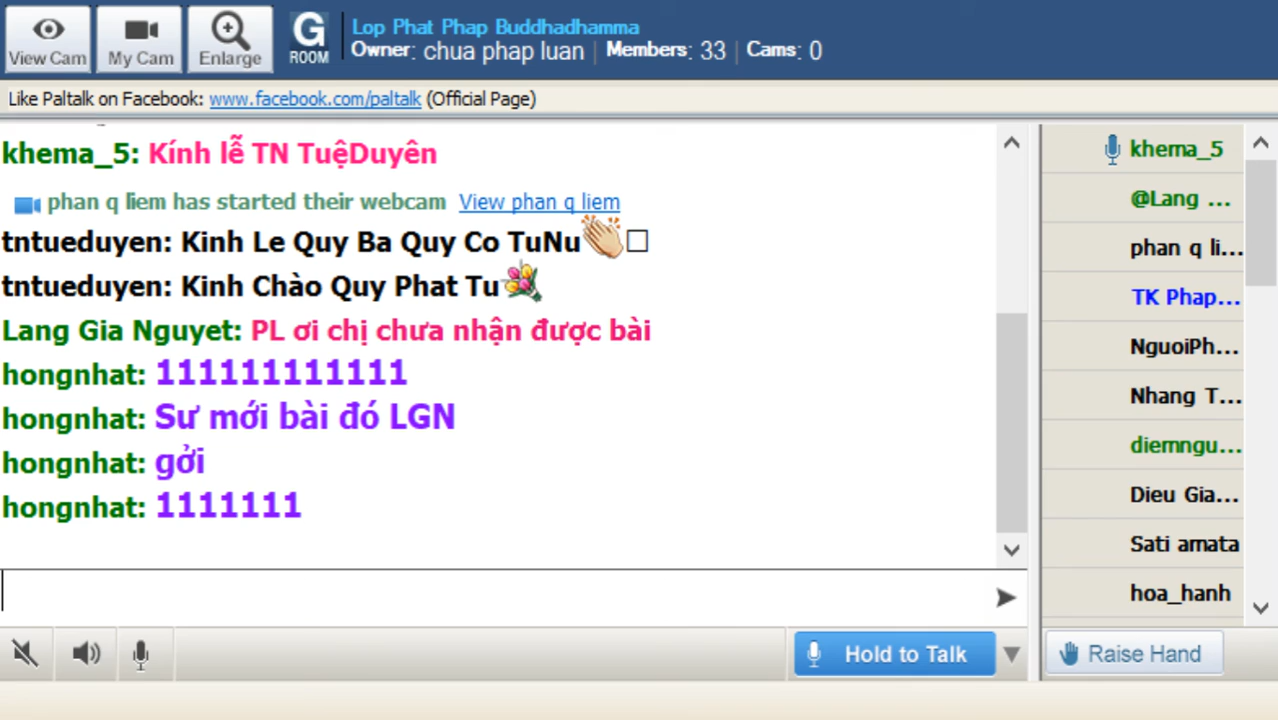 View Cam
My Cam
Enlarge
G
ROOM
Lop Phat Phap Buddhadhamma
Owner: chua phap luan | Members: 33 | Cams: 0
Like Paltalk on Facebook: www.facebook.com/paltalk (Official Page)
khema_5: Kính lễ TN TuệDuyên
phan q liem has started their webcam View phan q liem
tntueduyen: Kinh Le Quy Ba Quy Co TuNu
tntueduyen: Kinh Chào Quy Phat Tu
Lang Gia Nguyet: PL ơi chị chưa nhận được bài
hongnhat: 111111111111
hongnhat: Sư mới bài đó LGN
hongnhat: gởi
hongnhat: 1111111
khema_5
@Lang ...
phan q li...
TK Phap...
NguoiPh...
Nhang T...
diemngu...
Dieu Gia...
Sati amata
hoa_hanh
Hold to Talk
Raise Hand